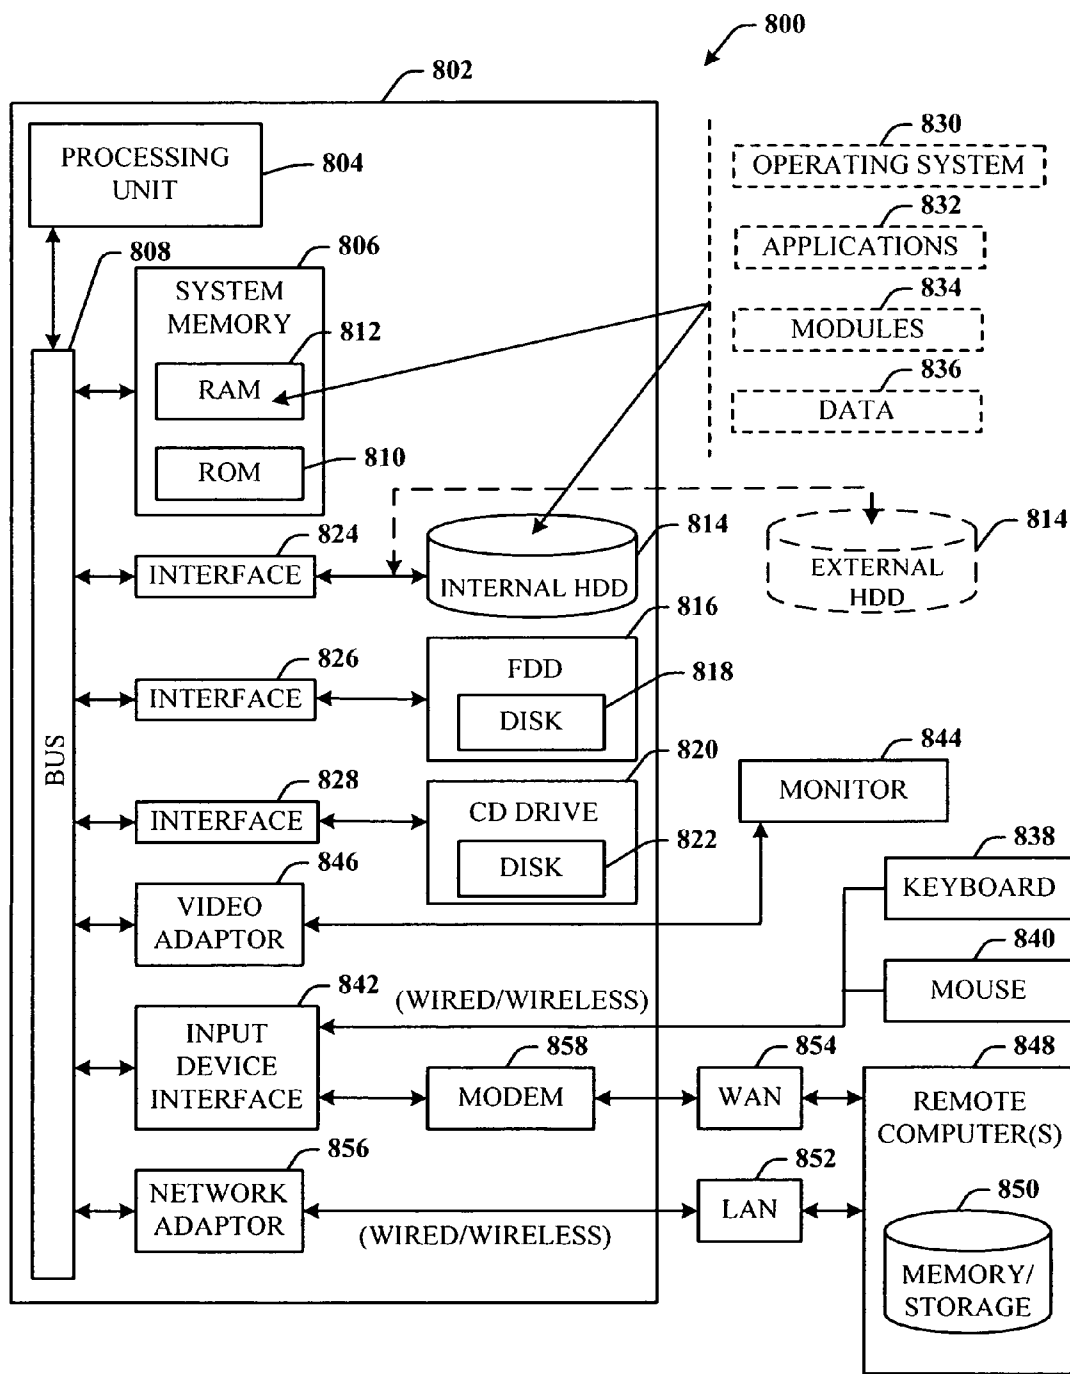 800
802
830
OPERATING SYSTEM
PROCESSING
UNIT
804
832
APPLICATIONS
808
806
SYSTEM
MEMORY
834
MODULES
812
RAM
836
DATA
ROM
810
824
INTERFACE
INTERNAL HDD
814
EXTERNAL
HDD
814
816
FDD
826
INTERFACE
818
DISK
BUS
820
CD DRIVE
828
INTERFACE
822
DISK
844
MONITOR
846
VIDEO
ADAPTOR
838
KEYBOARD
840
MOUSE
842
(WIRED/WIRELESS)
INPUT
DEVICE
INTERFACE
858
MODEM
854
WAN
848
REMOTE
COMPUTER(S)
856
NETWORK
ADAPTOR
(WIRED/WIRELESS)
852
LAN
850
MEMORY/
STORAGE